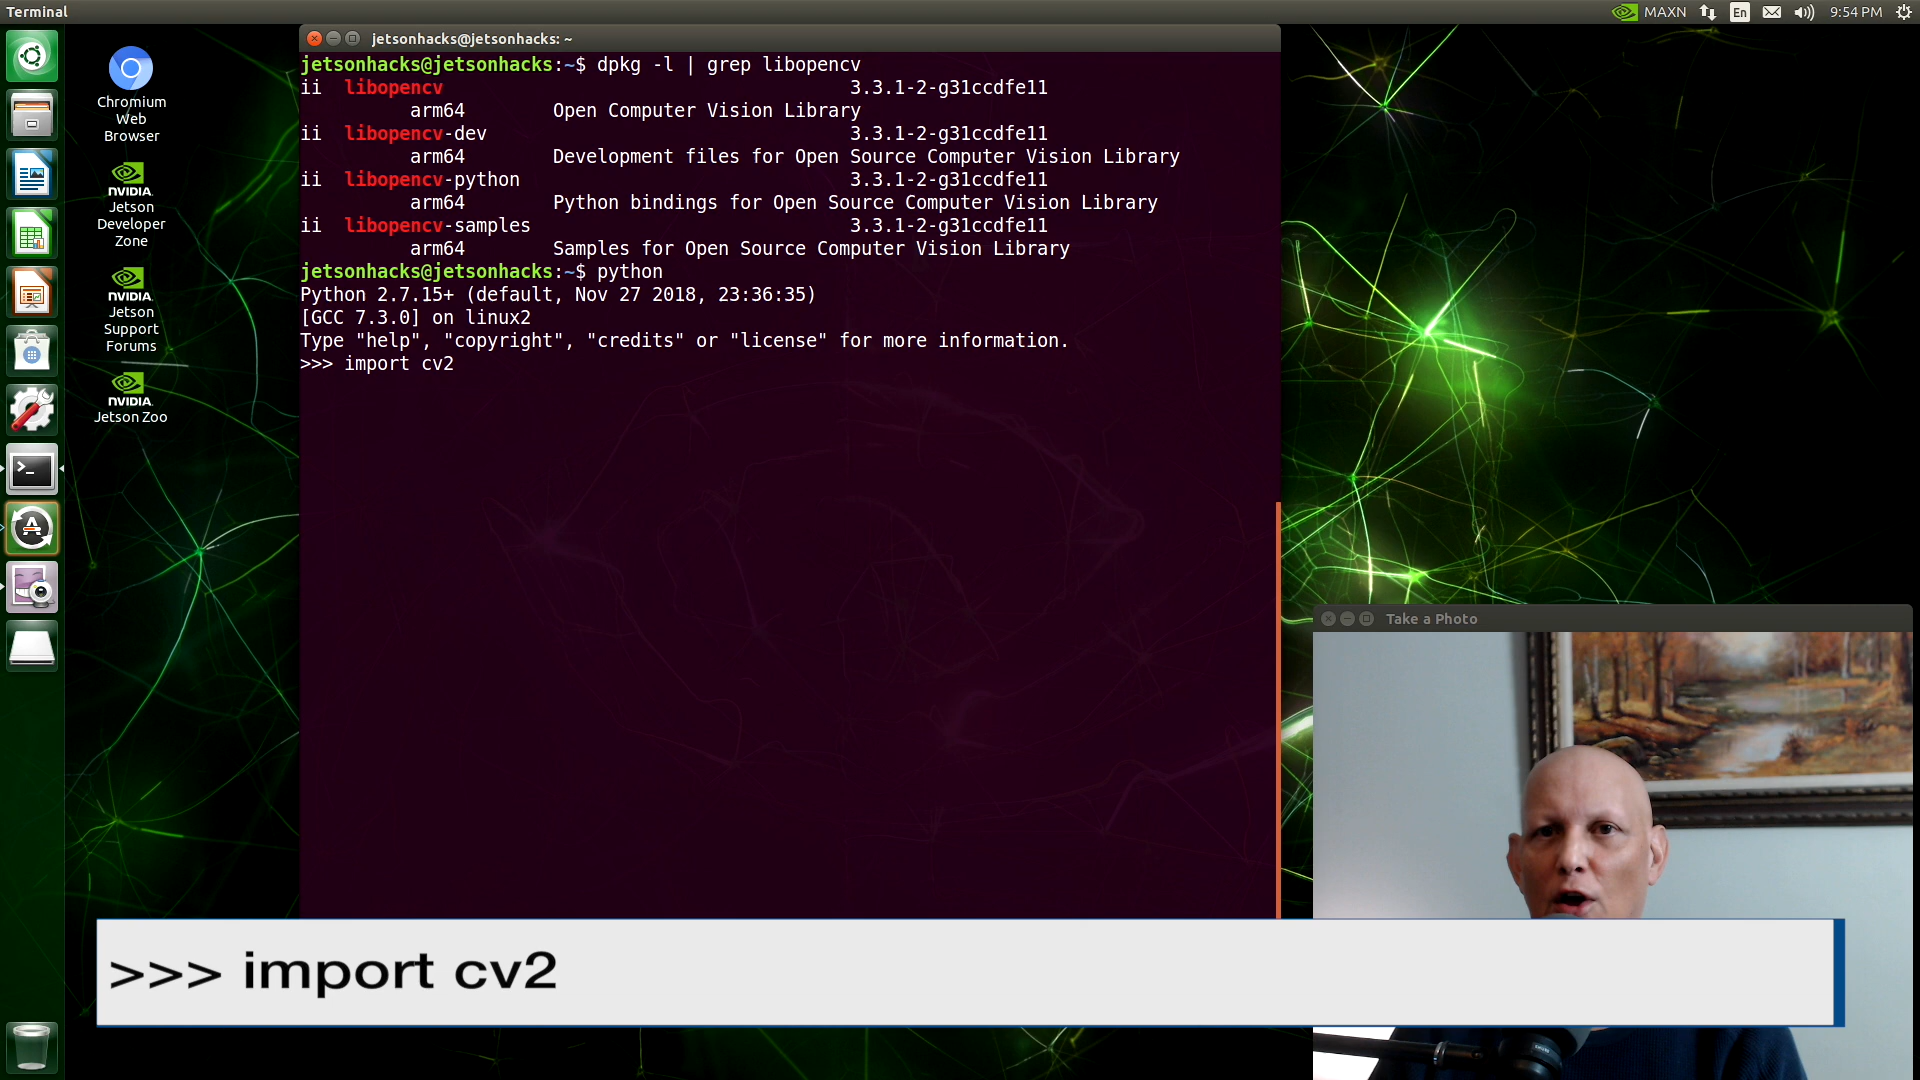 Terminal
MAXN En 9:54 PM
jetsonhacks@jetsonhacks: ~
jetsonhacks@jetsonhacks:~$ dpkg -l | grep libopencv
ii libopencv 3.3.1-2-g31ccdfe11
arm64 Open Computer Vision Library
ii libopencv-dev 3.3.1-2-g31ccdfe11
arm64 Development files for Open Source Computer Vision Library
ii libopencv-python 3.3.1-2-g31ccdfe11
arm64 Python bindings for Open Source Computer Vision Library
ii libopencv-samples 3.3.1-2-g31ccdfe11
arm64 Samples for Open Source Computer Vision Library
jetsonhacks@jetsonhacks:~$ python
Python 2.7.15+ (default, Nov 27 2018, 23:36:35)
[GCC 7.3.0] on linux2
Type "help", "copyright", "credits" or "license" for more information.
>>> import cv2
Chromium
Web
Browser
NVIDIA.
Jetson
Developer
Zone
NVIDIA.
Jetson
Support
Forums
NVIDIA.
Jetson Zoo
Take a Photo
>>> import cv2